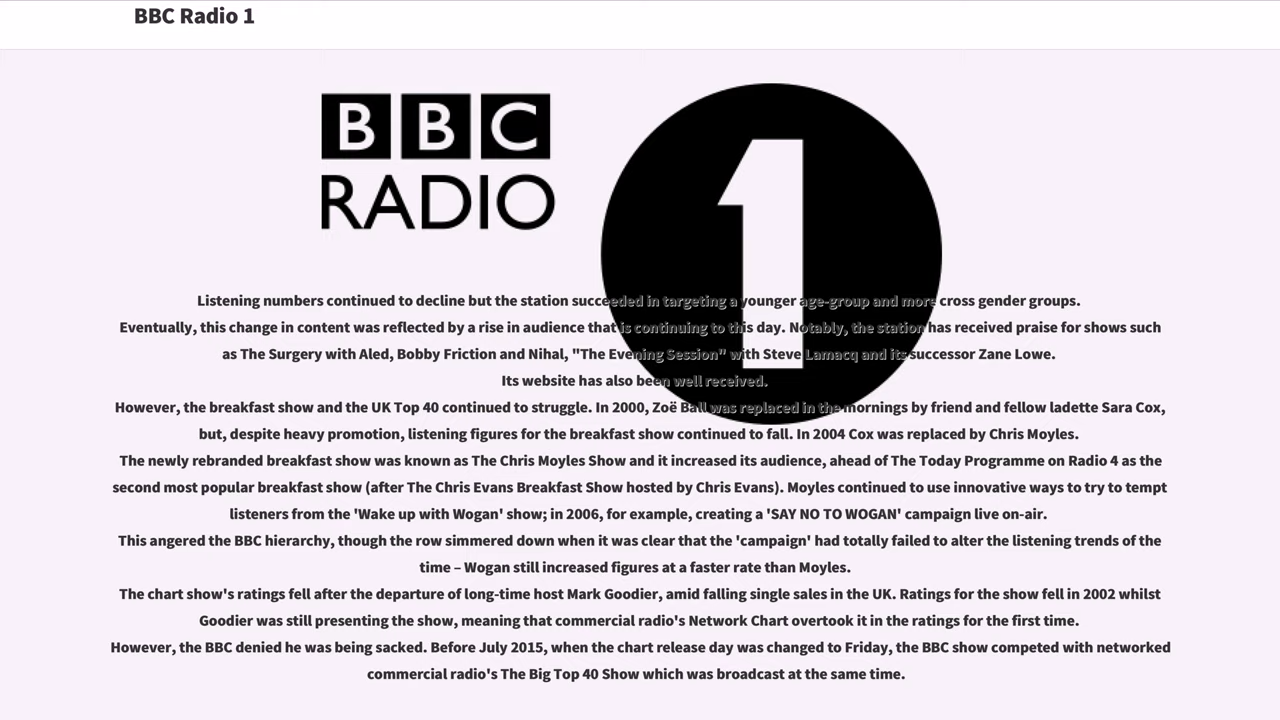 BBC Radio 1
BBC
RADIO
1
Listening numbers continued to decline but the station succeeded in targeting a younger age-group and more cross gender groups.
Eventually, this change in content was reflected by a rise in audience that is continuing to this day. Notably, the station has received praise for shows such
as The Surgery with Aled, Bobby Friction and Nihal, "The Evening Session" with Steve Lamacq and its successor Zane Lowe.
Its website has also been well received.
However, the breakfast show and the UK Top 40 continued to struggle. In 2000, Zoë Ball was replaced in the mornings by friend and fellow ladette Sara Cox,
but, despite heavy promotion, listening figures for the breakfast show continued to fall. In 2004 Cox was replaced by Chris Moyles.
The newly rebranded breakfast show was known as The Chris Moyles Show and it increased its audience, ahead of The Today Programme on Radio 4 as the
second most popular breakfast show (after The Chris Evans Breakfast Show hosted by Chris Evans). Moyles continued to use innovative ways to try to tempt
listeners from the 'Wake up with Wogan' show; in 2006, for example, creating a 'SAY NO TO WOGAN' campaign live on-air.
This angered the BBC hierarchy, though the row simmered down when it was clear that the 'campaign' had totally failed to alter the listening trends of the
time – Wogan still increased figures at a faster rate than Moyles.
The chart show's ratings fell after the departure of long-time host Mark Goodier, amid falling single sales in the UK. Ratings for the show fell in 2002 whilst
Goodier was still presenting the show, meaning that commercial radio's Network Chart overtook it in the ratings for the first time.
However, the BBC denied he was being sacked. Before July 2015, when the chart release day was changed to Friday, the BBC show competed with networked
commercial radio's The Big Top 40 Show which was broadcast at the same time.